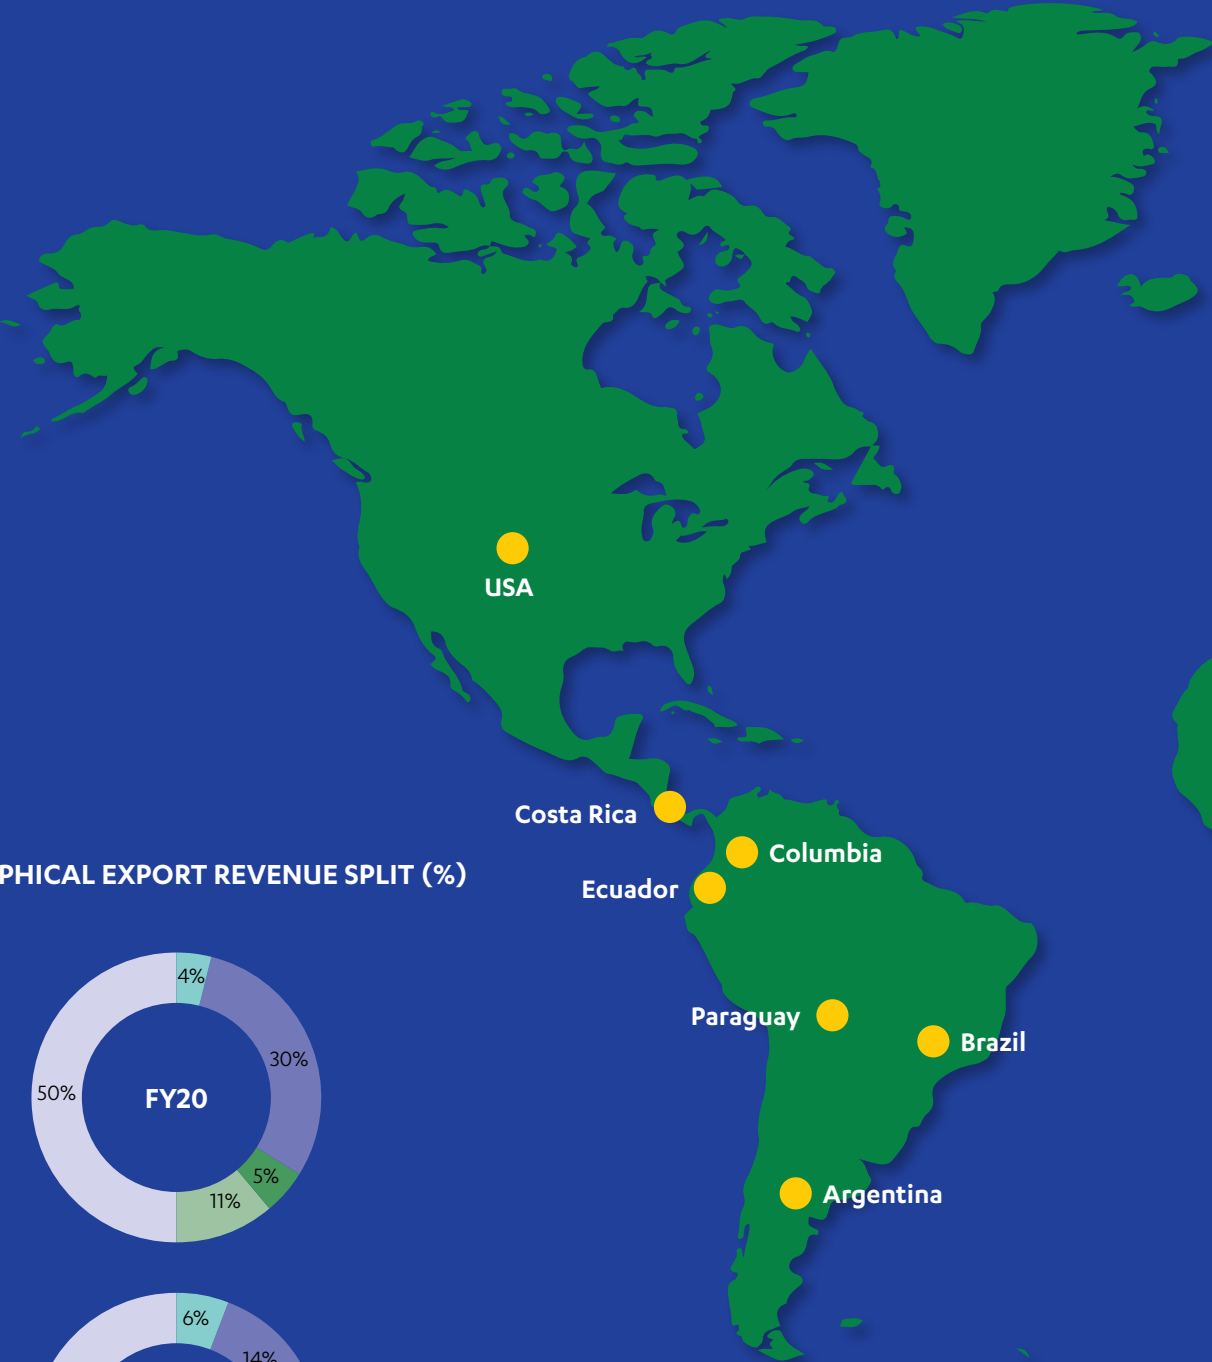 USA
Costa Rica
Columbia
Ecuador
PHICAL EXPORT REVENUE SPLIT (%)
4%
30%
50%
FY20
5%
11%
Paraguay
Brazil
Argentina
6%
14%